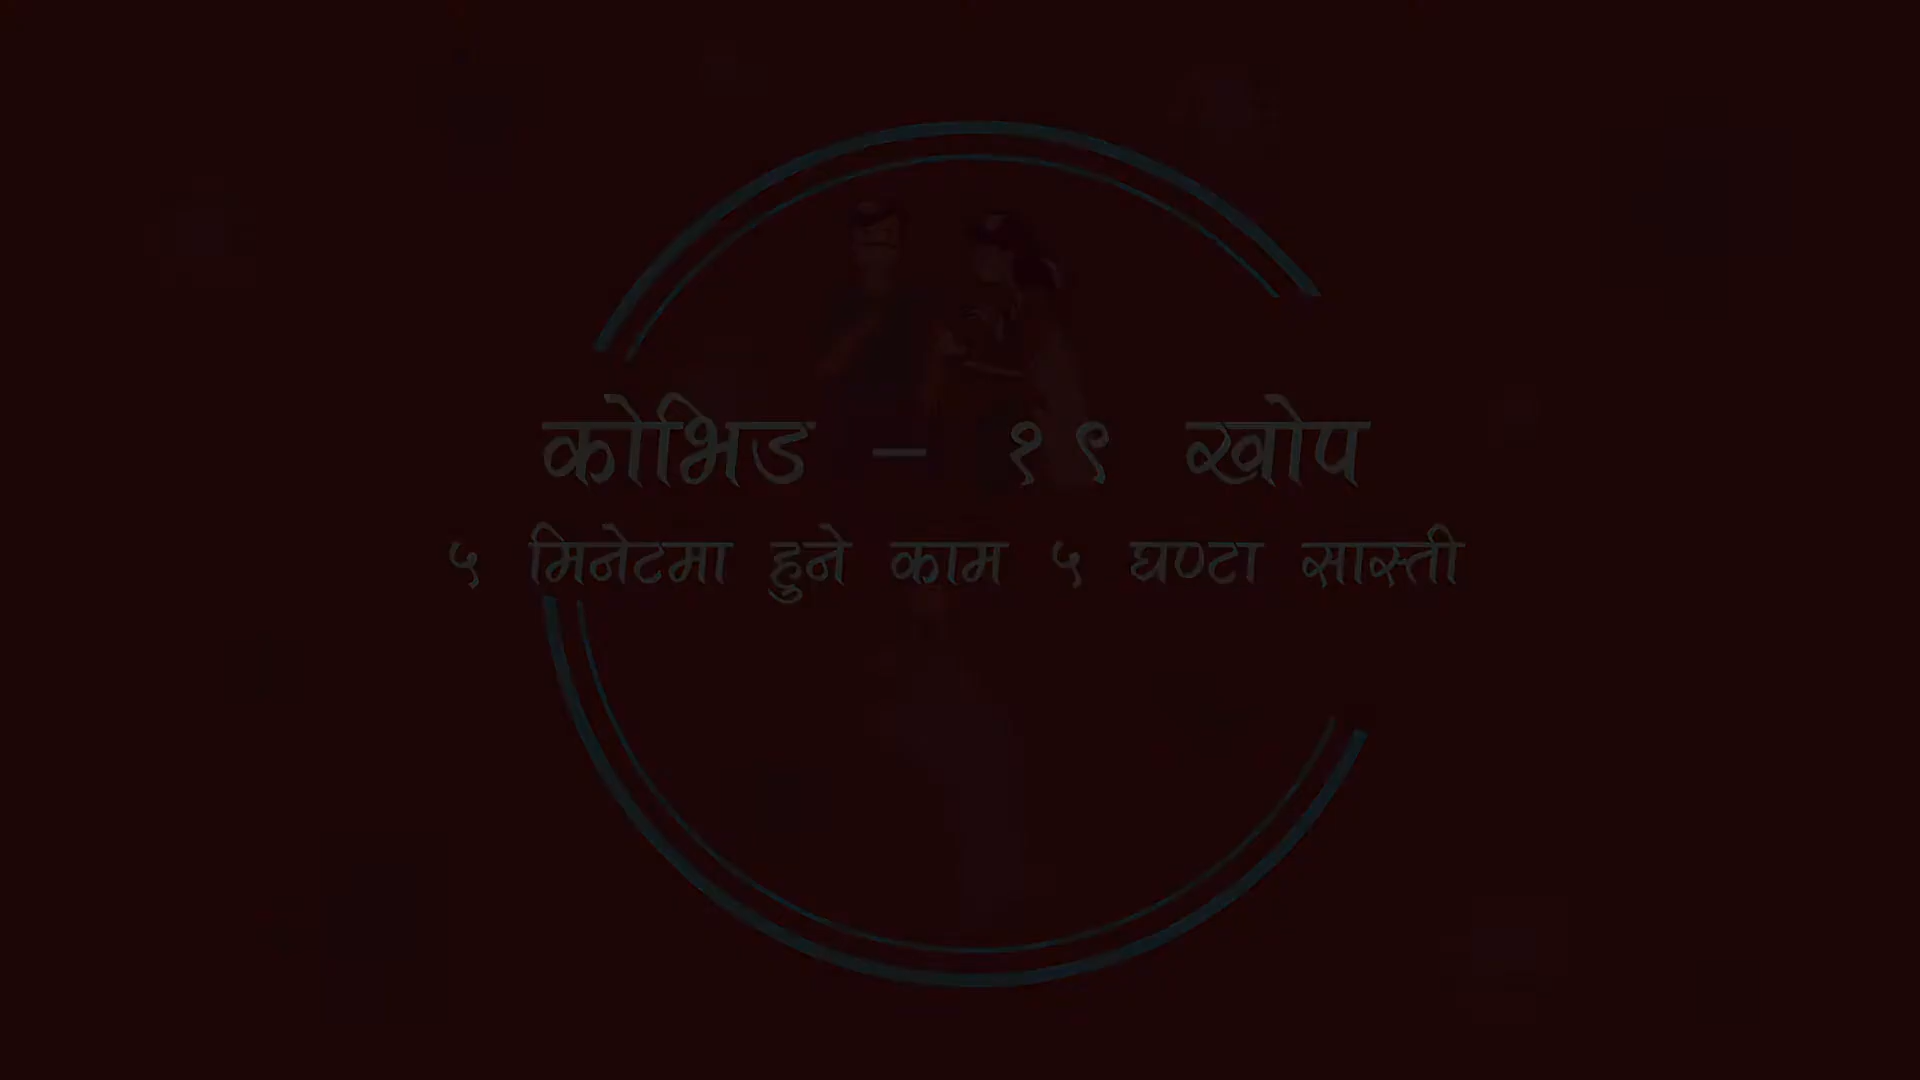 कोभिड – १९ खोप
५ मिनेटमा हुने काम ५ घण्टा सास्ती